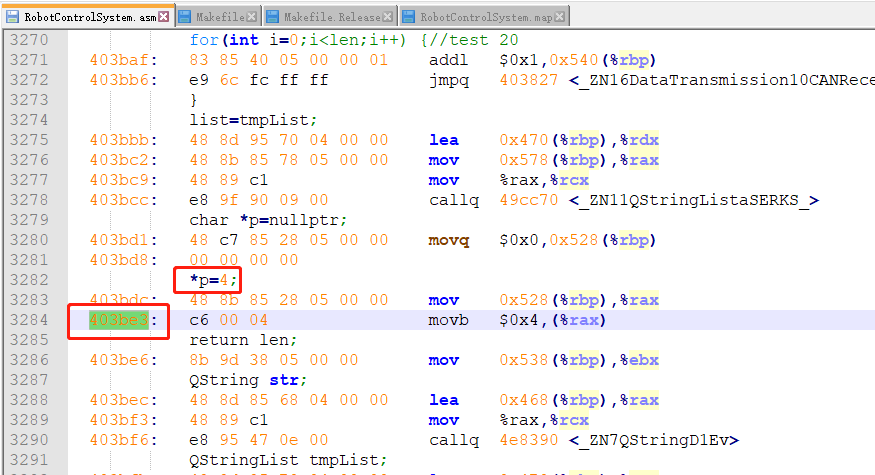 RobotControlSystem.asm Makefile Makefile.Release RobotControlSystem.map
3270 for(int i=0;i<len;i++) {//test 20
3271 403baf: 83 85 40 05 00 00 01 addl $0x1,0x540(%rbp)
3272 403bb6: e9 6c fc ff ff jmpq 403827 <_ZN16DataTransmission10CANRece
3273 }
3274 list=tmpList;
3275 403bbb: 48 8d 95 70 04 00 00 lea 0x470(%rbp),%rdx
3276 403bc2: 48 8b 85 78 05 00 00 mov 0x578(%rbp),%rax
3277 403bc9: 48 89 c1 mov %rax,%rcx
3278 403bcc: e8 9f 90 09 00 callq 49cc70 <_ZN11QStringListaSERKS_>
3279 char *p=nullptr;
3280 403bd1: 48 c7 85 28 05 00 00 movq $0x0,0x528(%rbp)
3281 403bd8: 00 00 00 00
3282 *p=4;
3283 403bdc: 48 8b 85 28 05 00 00 mov 0x528(%rbp),%rax
3284 403be3: c6 00 04 movb $0x4,(%rax)
3285 return len;
3286 403be6: 8b 9d 38 05 00 00 mov 0x538(%rbp),%ebx
3287 QString str;
3288 403bec: 48 8d 85 68 04 00 00 lea 0x468(%rbp),%rax
3289 403bf3: 48 89 c1 mov %rax,%rcx
3290 403bf6: e8 95 47 0e 00 callq 4e8390 <_ZN7QStringD1Ev>
3291 QStringList tmpList;